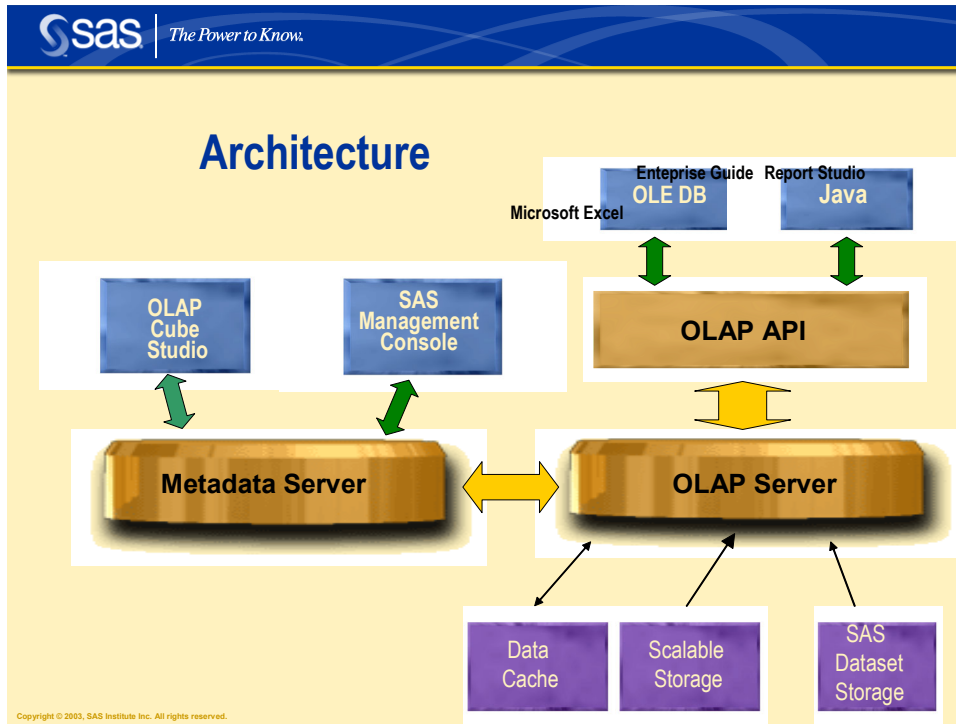 sas
The Power to Know.
Architecture
Enteprise Guide Report Studio
OLE DB
Java
Microsoft Excel
OLAP
Cube
Studio
SAS
Management
Console
OLAP API
Metadata Server
OLAP Server
Data
Cache
Scalable
Storage
SAS
Dataset
Storage
Copyright © 2003, SAS Institute Inc. All rights reserved.